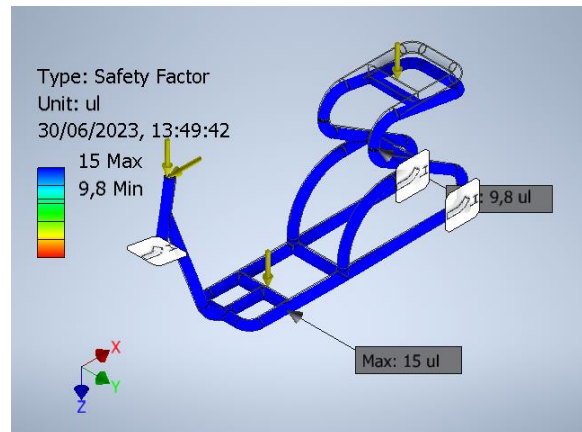 Type: Safety Factor
Unit: ul
30/06/2023, 13:49:42
15 Max
9,8 Min
: 9,8 ul
Max: 15 ul
X
Y
Z